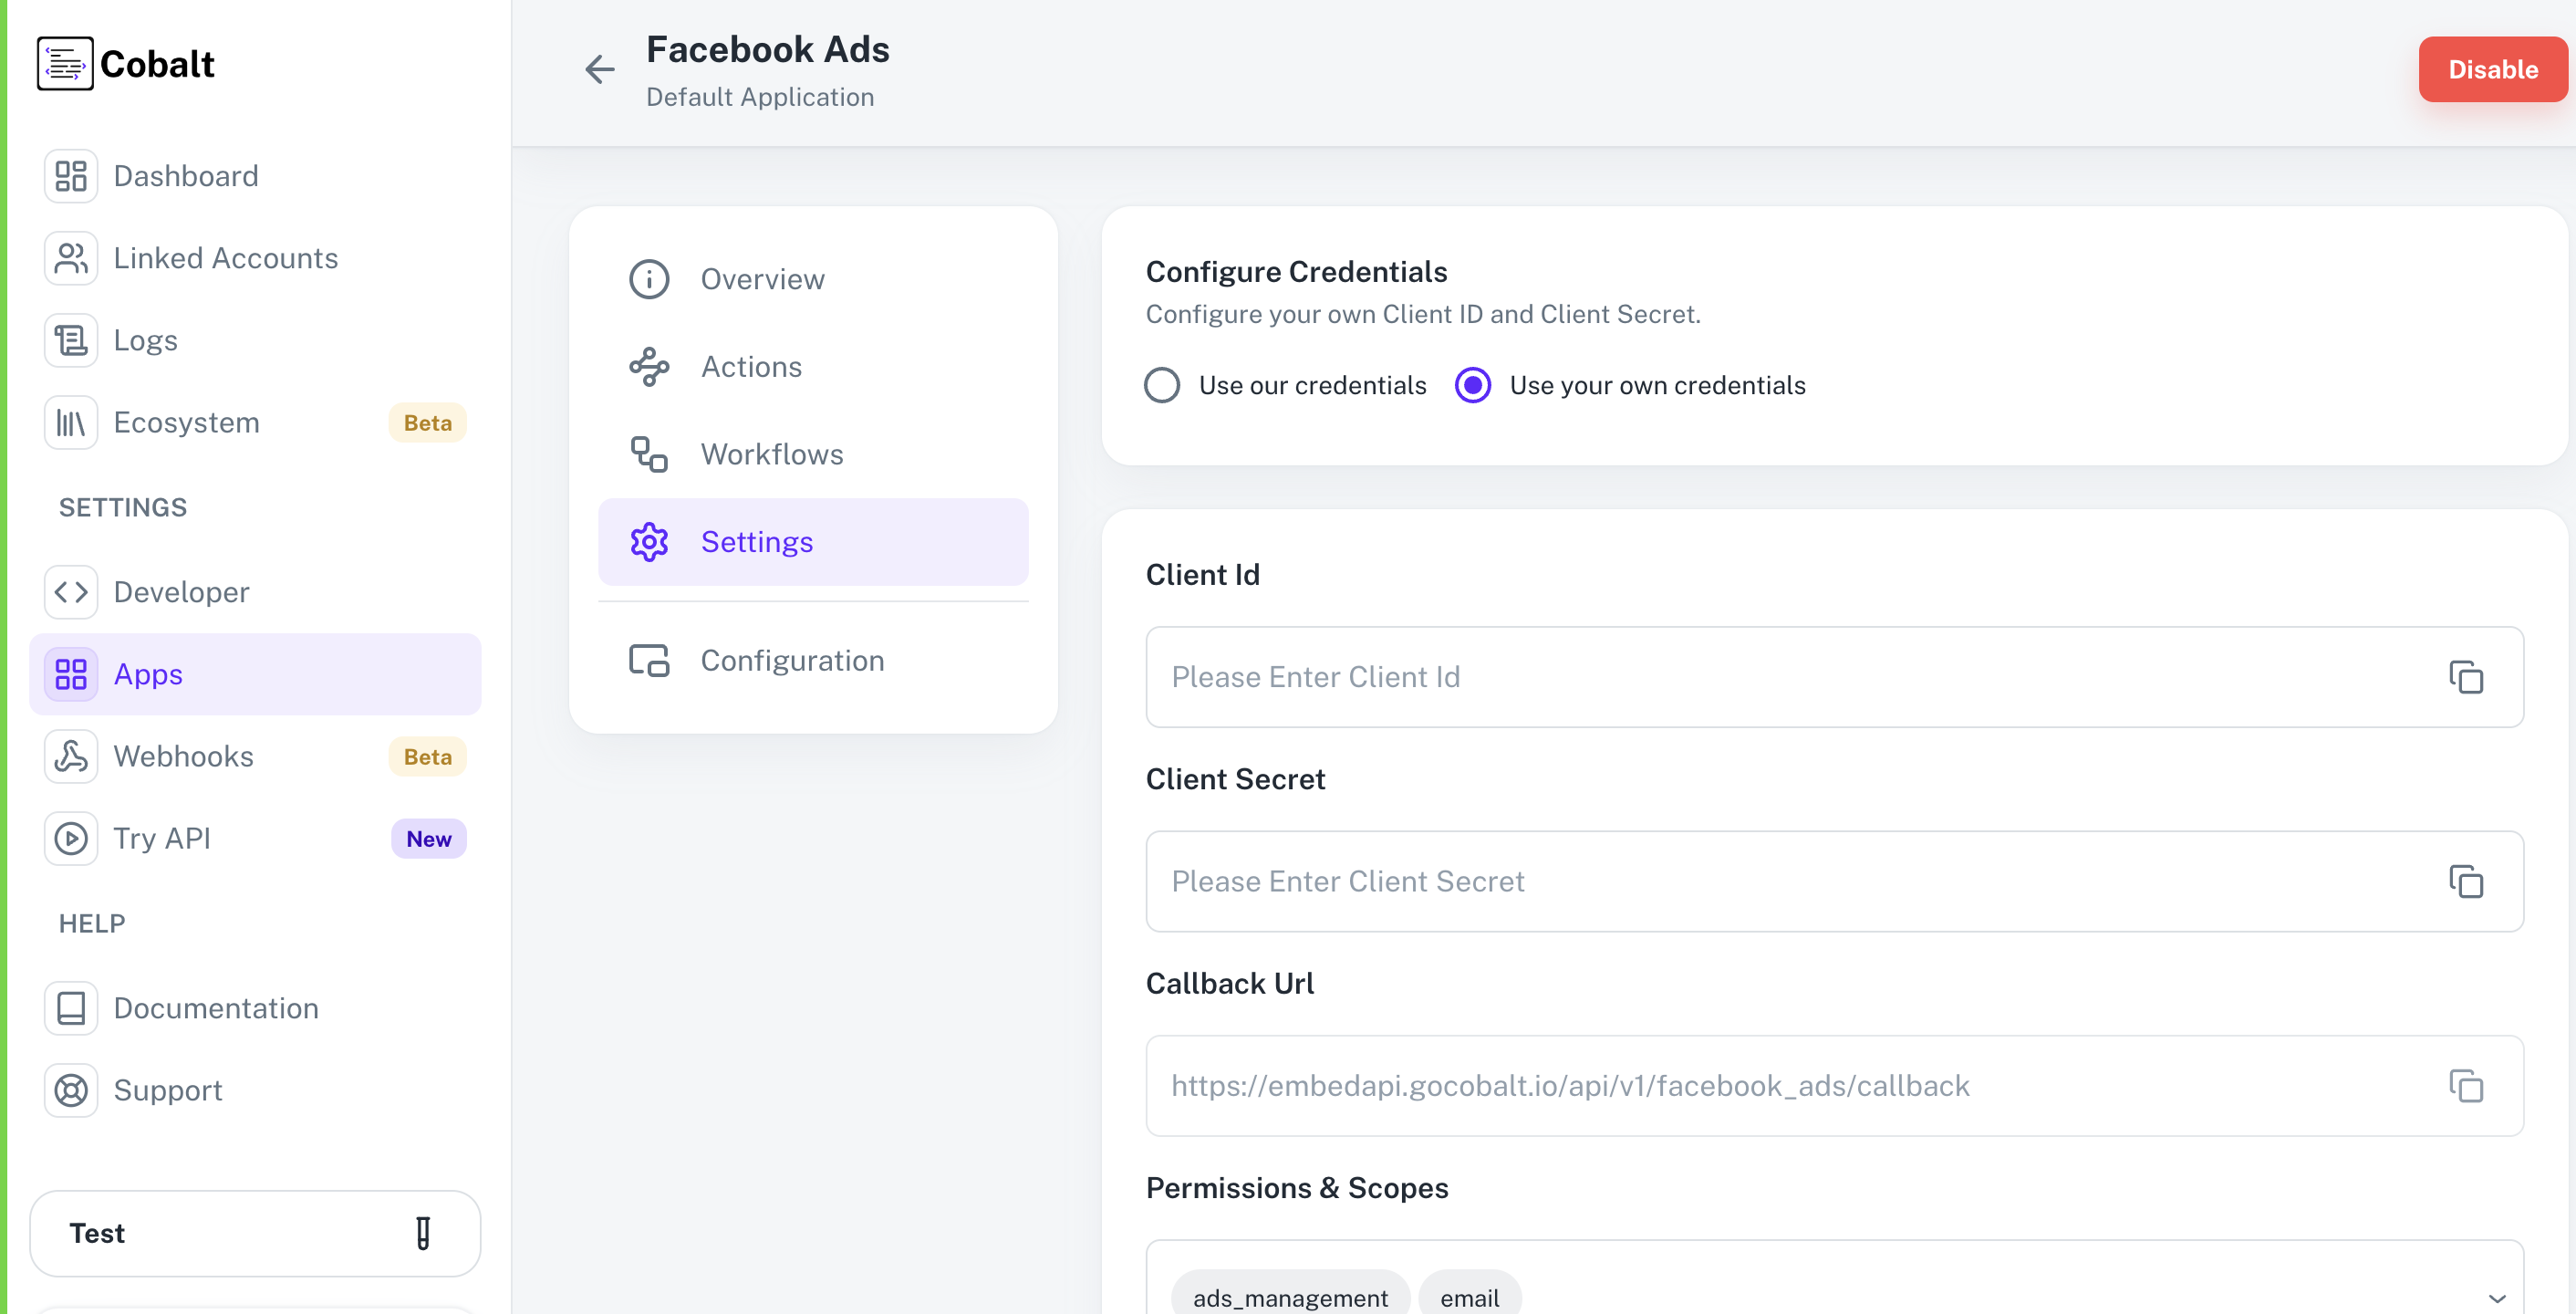 Cobalt
Dashboard
Linked Accounts
Logs
Ecosystem Beta
SETTINGS
Developer
Apps
Webhooks Beta
Try API New
HELP
Documentation
Support
Test
Facebook Ads
Default Application
Disable
Overview
Actions
Workflows
Settings
Configuration
Configure Credentials
Configure your own Client ID and Client Secret.
Use our credentials Use your own credentials
Client Id
Please Enter Client Id
Client Secret
Please Enter Client Secret
Callback Url
https://embedapi.gocobalt.io/api/v1/facebook_ads/callback
Permissions & Scopes
ads_management email